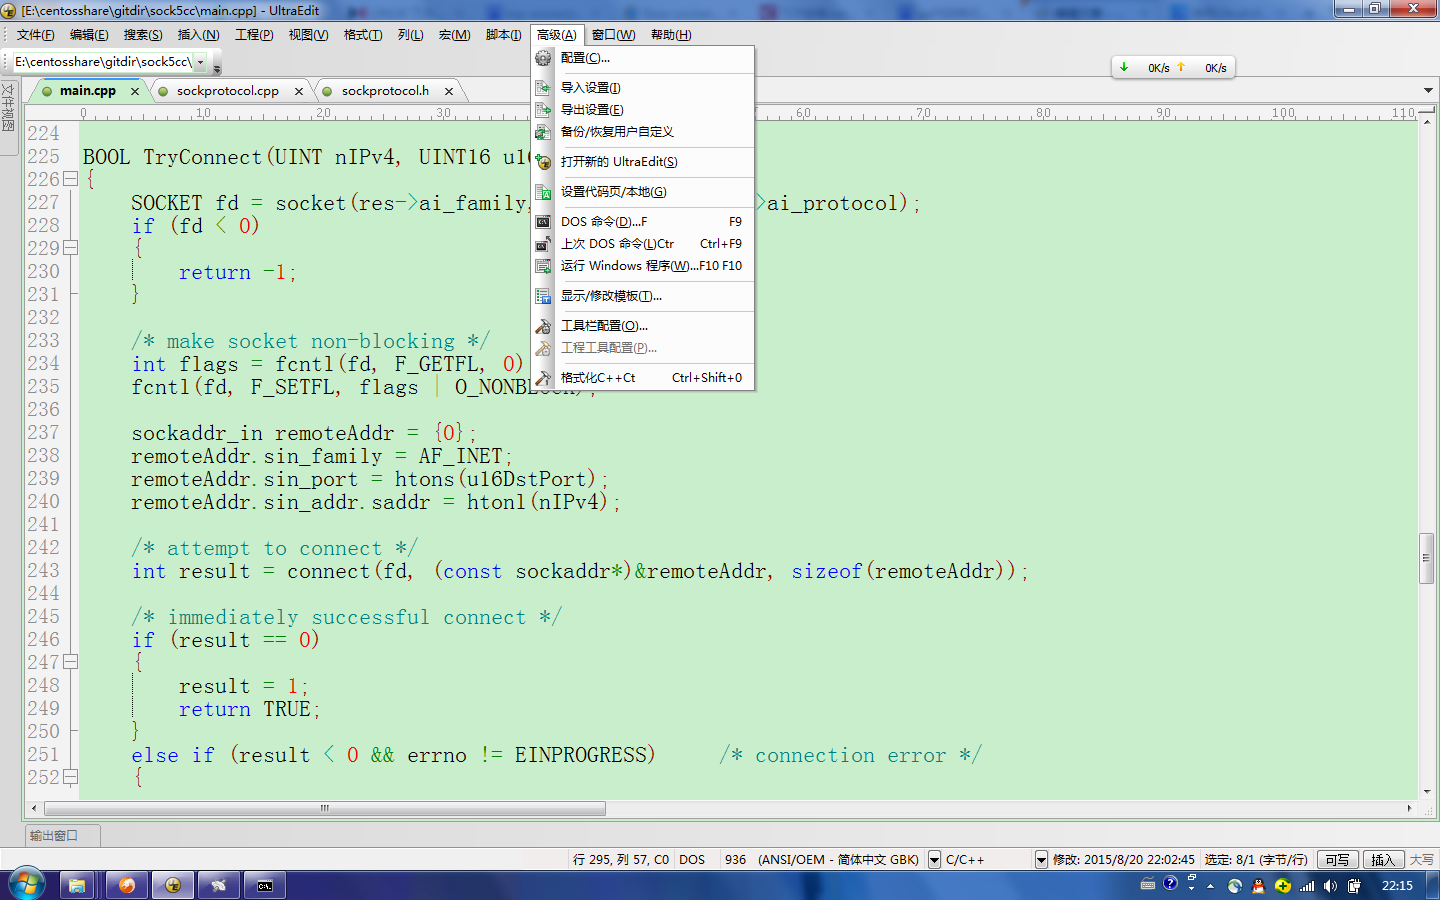 [E:\centosshare\gitdir\sock5cc\main.cpp] - UltraEdit
文件(F) 编辑(E) 搜索(S) 插入(N) 工程(P) 视图(V) 格式(T) 列(L) 宏(M) 脚本(I) 高级(A) 窗口(W) 帮助(H)
E:\centosshare\gitdir\sock5cc\
0K/s 0K/s
文件视图
main.cpp sockprotocol.cpp sockprotocol.h
0 10 20 30 60 70 80 90 100 110
配置(C)...
导入设置(I)
导出设置(E)
备份/恢复用户自定义
打开新的 UltraEdit(S)
设置代码页/本地(G)
DOS 命令(D)...F F9
上次 DOS 命令(L)Ctr Ctrl+F9
运行 Windows 程序(W)...F10 F10
显示/修改模板(T)...
工具栏配置(O)...
工程工具配置(P)...
格式化C++Ct Ctrl+Shift+0
224
225 BOOL TryConnect(UINT nIPv4, UINT16 u1
226 {
227 SOCKET fd = socket(res->ai_family, >ai_protocol);
228 if (fd < 0)
229 {
230 return -1;
231 }
232
233 /* make socket non-blocking */
234 int flags = fcntl(fd, F_GETFL, 0)
235 fcntl(fd, F_SETFL, flags | O_NONBLOCK);
236
237 sockaddr_in remoteAddr = {0};
238 remoteAddr.sin_family = AF_INET;
239 remoteAddr.sin_port = htons(u16DstPort);
240 remoteAddr.sin_addr.saddr = htonl(nIPv4);
241
242 /* attempt to connect */
243 int result = connect(fd, (const sockaddr*)&remoteAddr, sizeof(remoteAddr));
244
245 /* immediately successful connect */
246 if (result == 0)
247 {
248 result = 1;
249 return TRUE;
250 }
251 else if (result < 0 && errno != EINPROGRESS) /* connection error */
252 {
输出窗口
行 295, 列 57, C0 DOS 936 (ANSI/OEM - 简体中文 GBK) C/C++ 修改: 2015/8/20 22:02:45 选定: 8/1 (字节/行) 可写 插入 大写
22:15